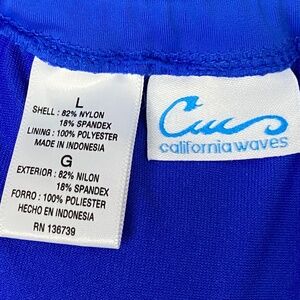 L
SHELL : 82% NYLON
18% SPANDEX
LINING : 100% POLYESTER
MADE IN INDONESIA
G
EXTERIOR : 82% NILON
18% SPANDEX
FORRO : 100% POLYESTER
HECHO EN INDONESIA
RN 136739
california waves